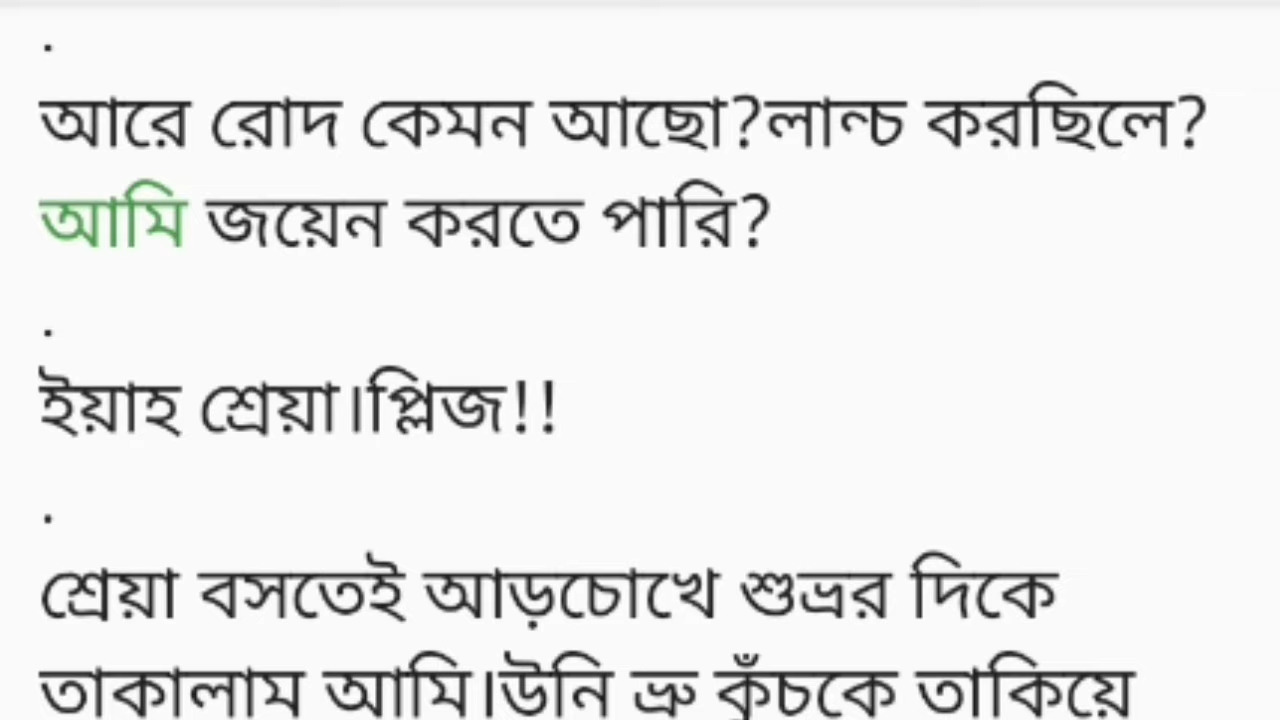 .
আরে রোদ কেমন আছো?লান্চ করছিলে?
আমি জয়েন করতে পারি?
.
ইয়াহ শ্রেয়া।প্লিজ!!
.
শ্রেয়া বসতেই আড়চোখে শুভ্রর দিকে
তাকালাম আমি।উনি ভ্রু কুঁচকে তাকিয়ে